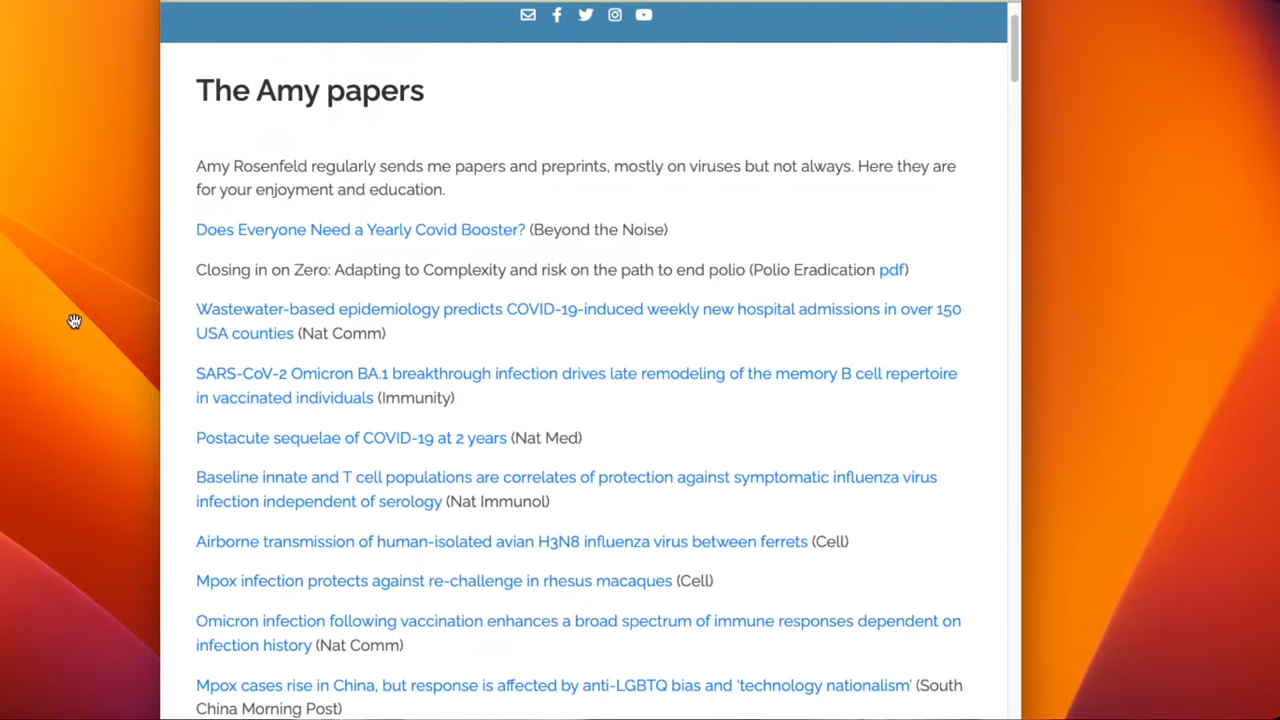 The Amy papers
Amy Rosenfeld regularly sends me papers and preprints, mostly on viruses but not always. Here they are
for your enjoyment and education.
Does Everyone Need a Yearly Covid Booster? (Beyond the Noise)
Closing in on Zero: Adapting to Complexity and risk on the path to end polio (Polio Eradication pdf)
Wastewater-based epidemiology predicts COVID-19-induced weekly new hospital admissions in over 150
USA counties (Nat Comm)
SARS-CoV-2 Omicron BA.1 breakthrough infection drives late remodeling of the memory B cell repertoire
in vaccinated individuals (Immunity)
Postacute sequelae of COVID-19 at 2 years (Nat Med)
Baseline innate and T cell populations are correlates of protection against symptomatic influenza virus
infection independent of serology (Nat Immunol)
Airborne transmission of human-isolated avian H3N8 influenza virus between ferrets (Cell)
Mpox infection protects against re-challenge in rhesus macaques (Cell)
Omicron infection following vaccination enhances a broad spectrum of immune responses dependent on
infection history (Nat Comm)
Mpox cases rise in China, but response is affected by anti-LGBTQ bias and ‘technology nationalism’ (South
China Morning Post)